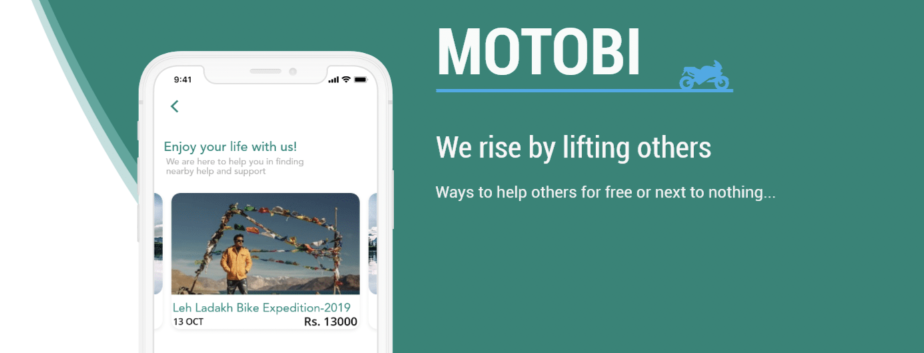 MOTOBI
We rise by lifting others
Ways to help others for free or next to nothing...
9:41
Enjoy your life with us!
We are here to help you in finding
nearby help and support
Leh Ladakh Bike Expedition-2019
13 OCT Rs. 13000